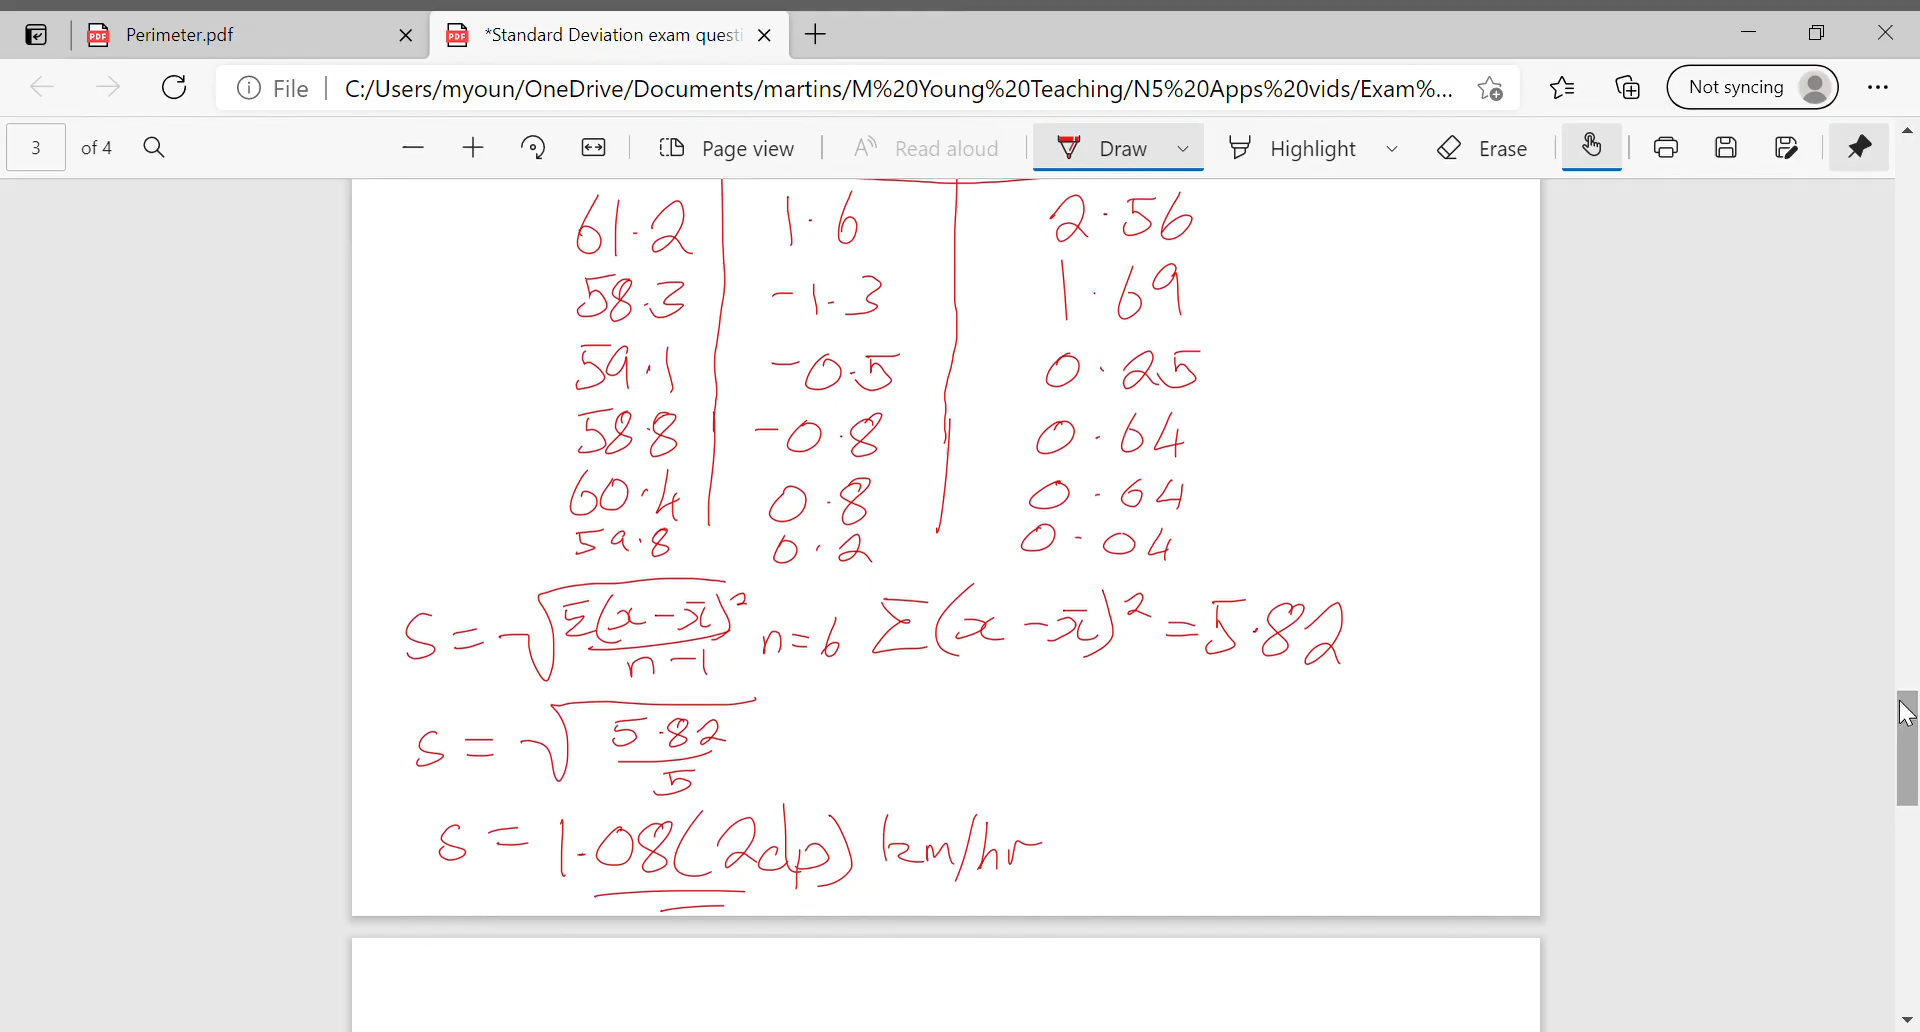 Perimeter.pdf
*Standard Deviation exam questi
File
C:/Users/myoun/OneDrive/Documents/martins/M%20Young%20Teaching/N5%20Apps%20vids/Exam%...
Not syncing
3 of 4
Page view
Read aloud
Draw
Highlight
Erase
61.2 1.6 2.56
58.3 -1.3 1.69
59.1 -0.5 0.25
58.8 -0.8 0.64
60.4 0.8 0.64
59.8 0.2 0.04
S = √(Σ(x-x̄)²/n-1) n=6 Σ(x-x̄)² = 5.82
s = √(5.82/5)
s = 1.08(2dp) km/hr